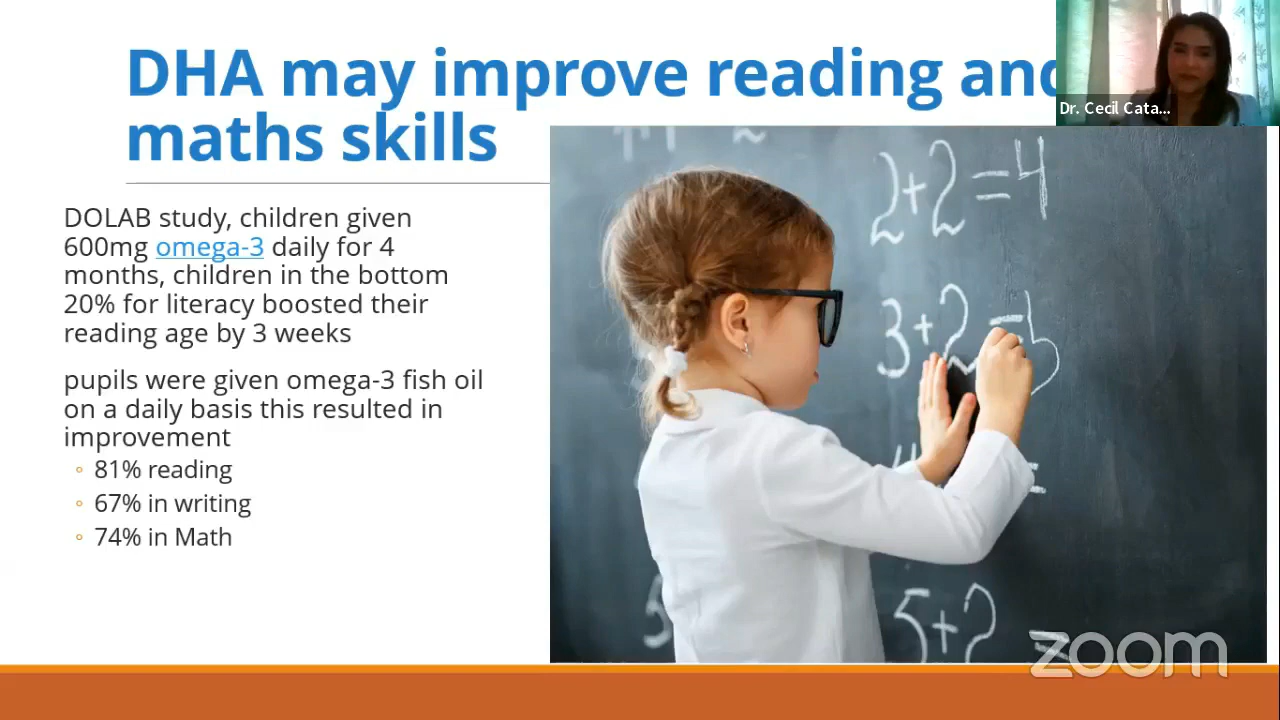 DHA may improve reading and
maths skills
Dr. Cecil Cata...
DOLAB study, children given
600mg omega-3 daily for 4
months, children in the bottom
20% for literacy boosted their
reading age by 3 weeks
pupils were given omega-3 fish oil
on a daily basis this resulted in
improvement
81% reading
67% in writing
74% in Math
2+2=4
3+2=5
5+2
zoom